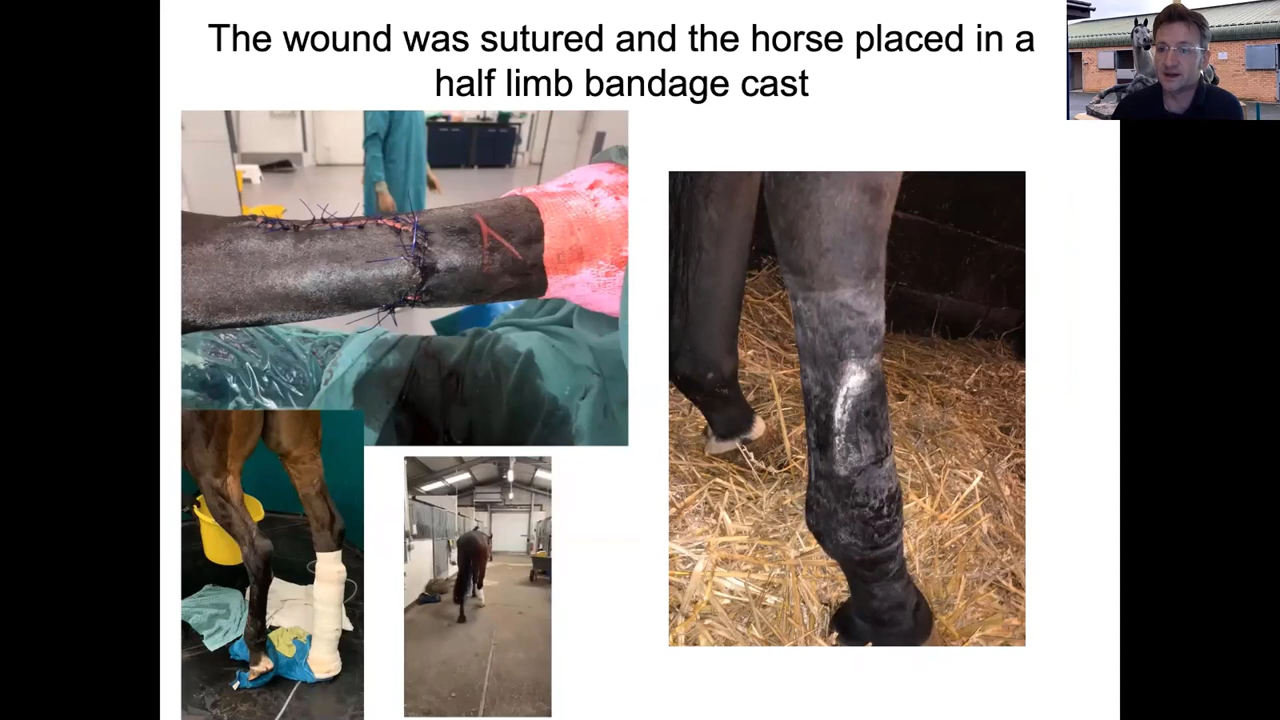 The wound was sutured and the horse placed in a
half limb bandage cast